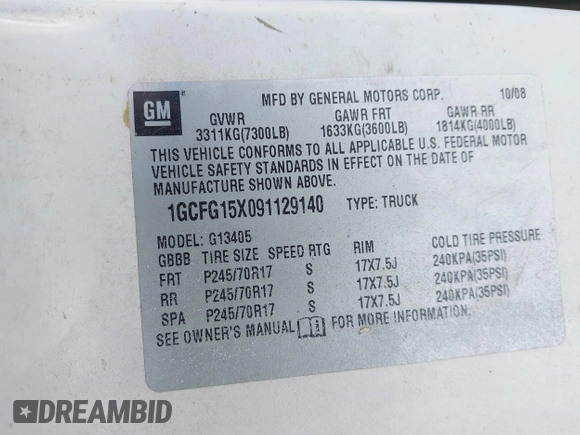 GM
MFD BY GENERAL MOTORS CORP. 10/08
GVWR GAWR FRT GAWR RR
3311KG(7300LB) 1633KG(3600LB) 1814KG(4000LB)
THIS VEHICLE CONFORMS TO ALL APPLICABLE U.S. FEDERAL MOTOR
VEHICLE SAFETY STANDARDS IN EFFECT ON THE DATE OF
MANUFACTURE SHOWN ABOVE.
1GCFG15X091129140 TYPE: TRUCK
MODEL: G13405
GBBB TIRE SIZE SPEED RTG RIM COLD TIRE PRESSURE
FRT P245/70R17 S 17X7.5J 240KPA(35PSI)
RR P245/70R17 S 17X7.5J 240KPA(35PSI)
SPA P245/70R17 S 17X7.5J 240KPA(35PSI)
SEE OWNER'S MANUAL FOR MORE INFORMATION.
DREAMBID